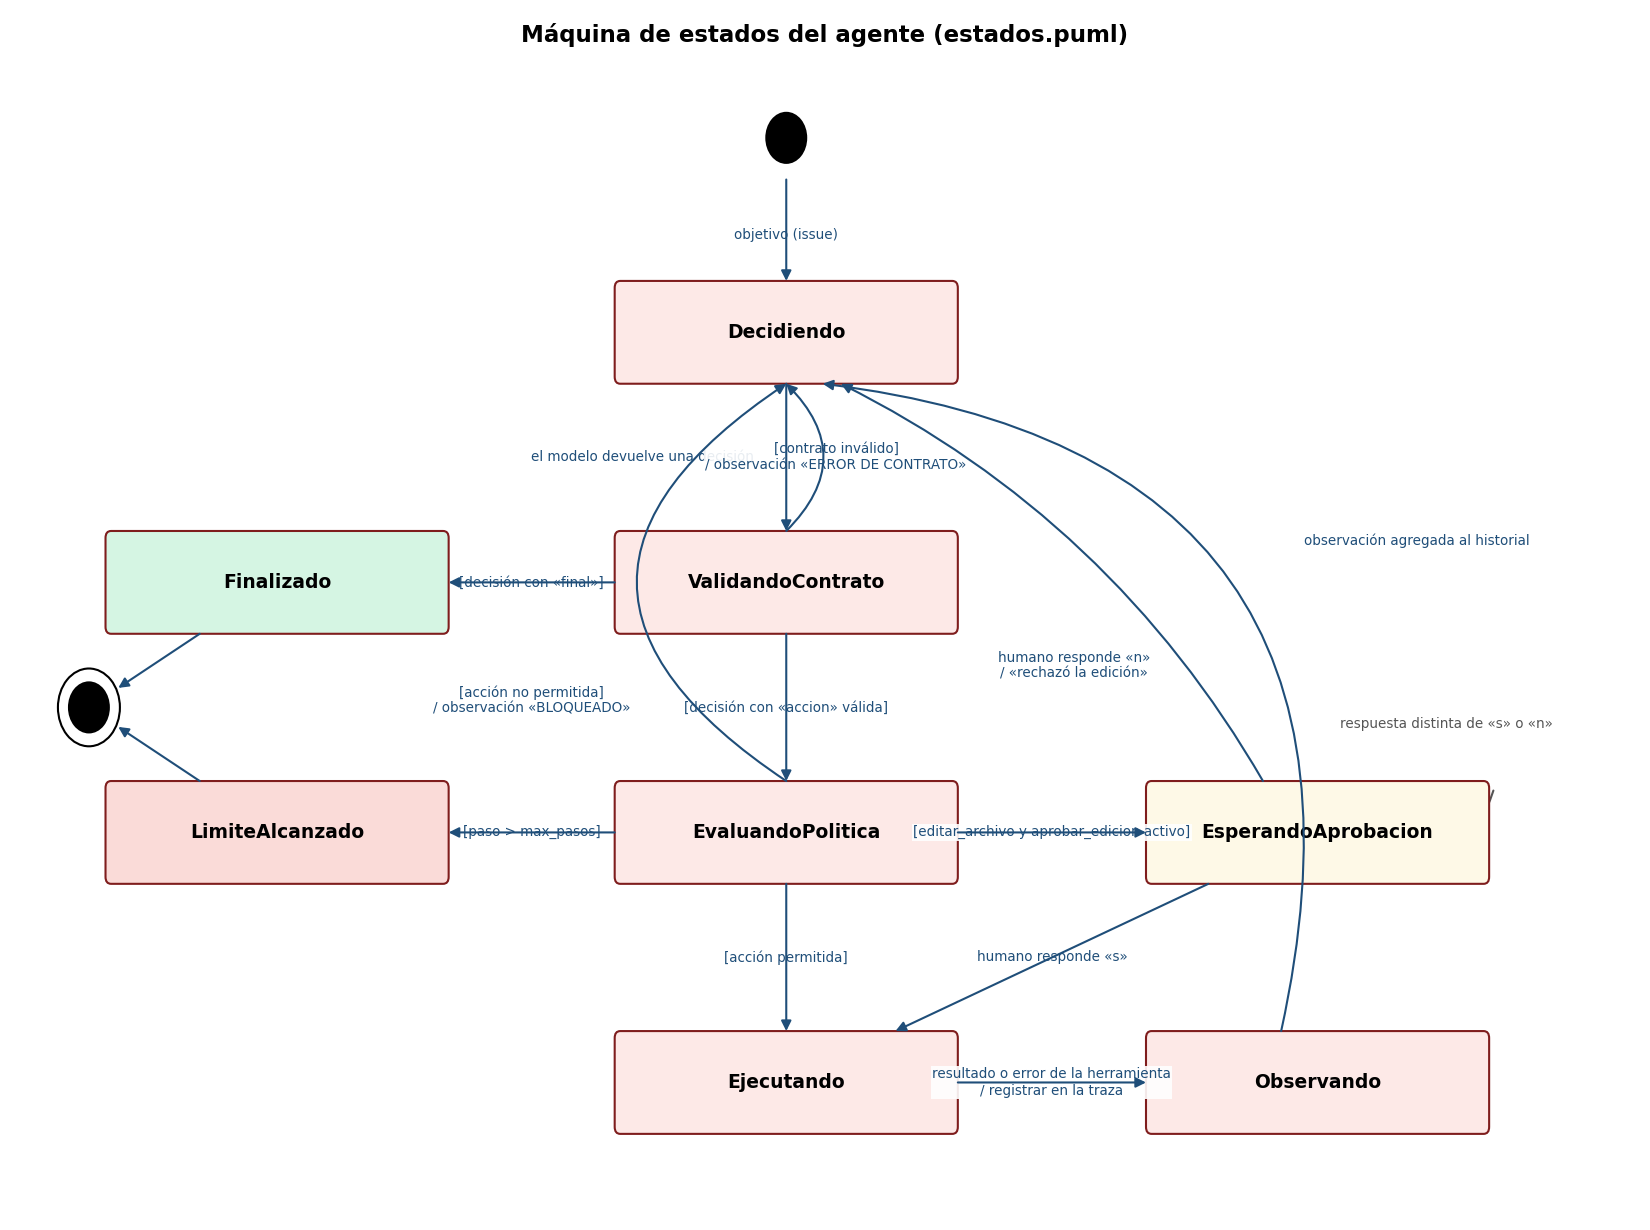 Máquina de estados del agente (estados.puml)
objetivo (issue)
Decidiendo
el modelo devuelve una decisión
[contrato inválido]
/ observación «ERROR DE CONTRATO»
observación agregada al historial
Finalizado
[decisión con «final»]
ValidandoContrato
humano responde «n»
/ «rechazó la edición»
[acción no permitida]
/ observación «BLOQUEADO»
[decisión con «accion» válida]
respuesta distinta de «s» o «n»
LimiteAlcanzado
[paso > max_pasos]
EvaluandoPolitica
[editar_archivo y aprobar_edicion activo]
EsperandoAprobacion
[acción permitida]
humano responde «s»
Ejecutando
resultado o error de la herramienta
/ registrar en la traza
Observando